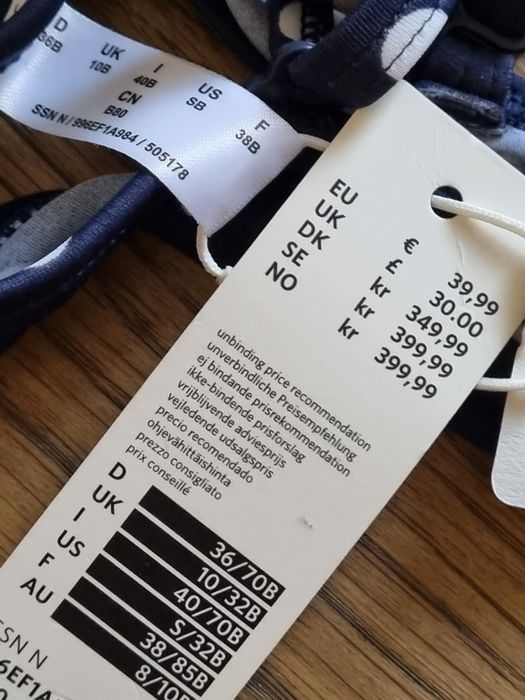 D UK I US F
36B 10B 40B SB 38B
CN
B80
SSN N / 996EF1A984 / 505178
EU € 39,99
UK £ 30.00
DK kr 349,99
SE kr 399,99
NO kr 399,99
unbinding price recommendation
unverbindliche Preisempfehlung
ej bindande prisrekommendation
ikke-bindende prisforslag
vrijblijvende adviesprijs
vejledende udsalgspris
precio recomendado
ohjevähittäishinta
prezzo consigliato
prix conseillé
D 36/70B
UK 10/32B
I 40/70B
US S/32B
F 38/85B
AU 8/10B
SSN N